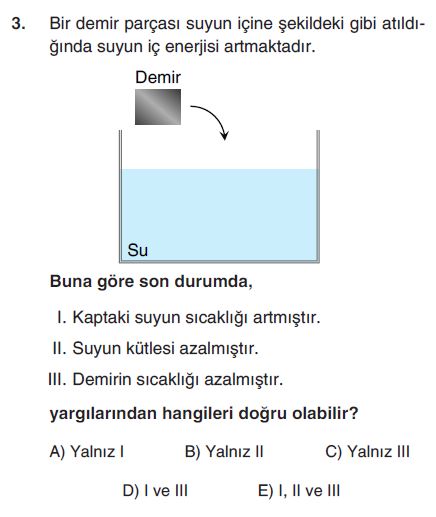 3. Bir demir parçası suyun içine şekildeki gibi atıldı-
ğında suyun iç enerjisi artmaktadır.
Demir
Su
Buna göre son durumda,
I. Kaptaki suyun sıcaklığı artmıştır.
II. Suyun kütlesi azalmıştır.
III. Demirin sıcaklığı azalmıştır.
yargılarından hangileri doğru olabilir?
A) Yalnız I B) Yalnız II C) Yalnız III
D) I ve III E) I, II ve III